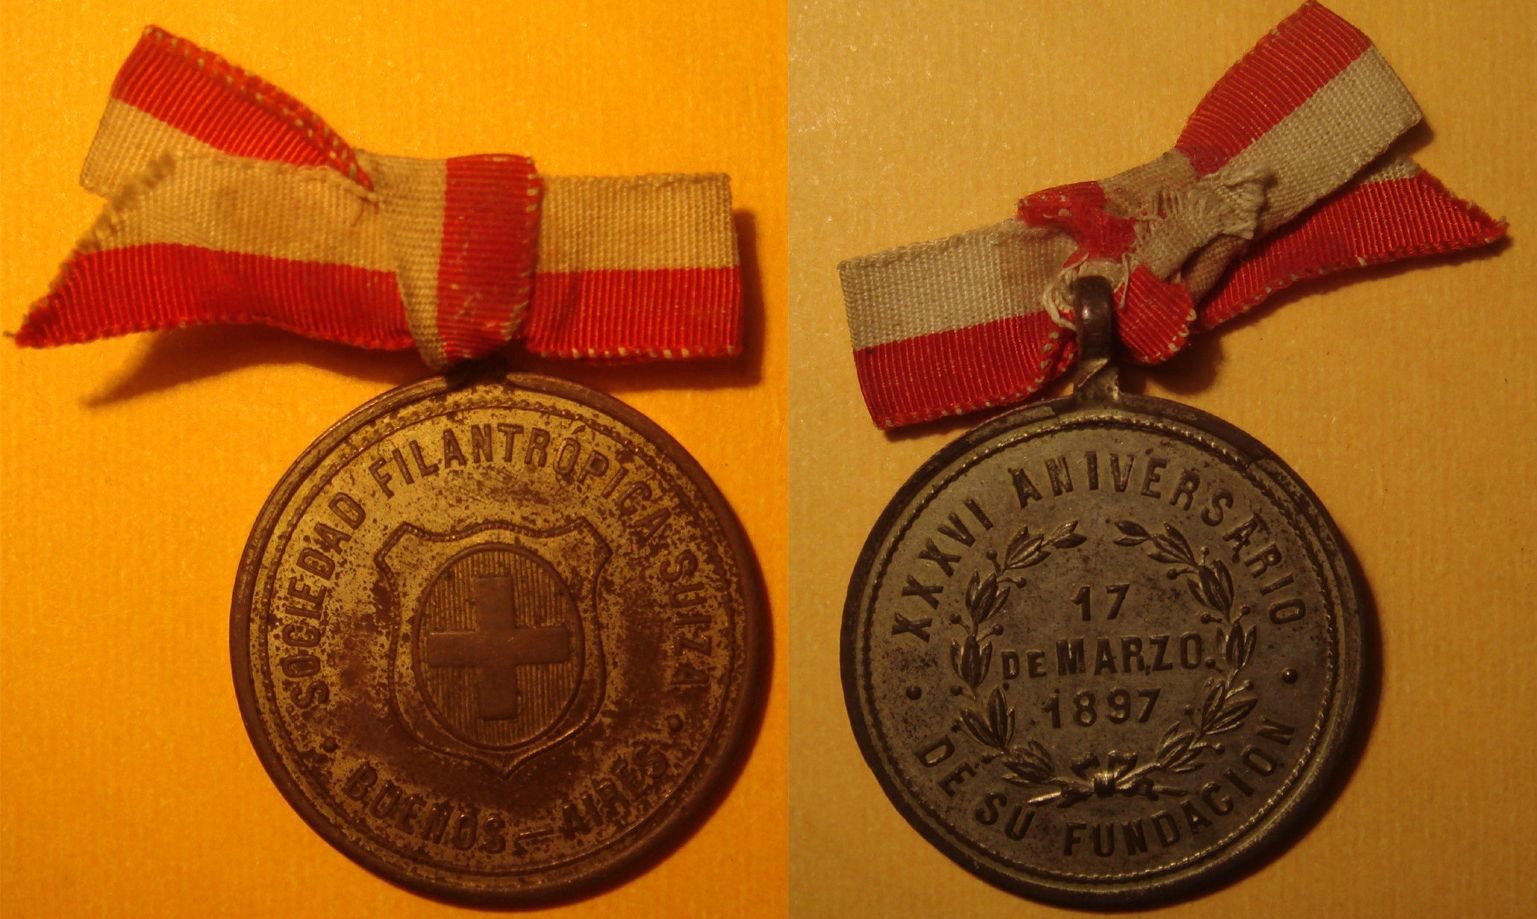 SOCIEDAD FILANTRÓPICA SUIZA
BUENOS — AIRES
XXXVI ANIVERSARIO
17
DE MARZO
1897
DE SU FUNDACION